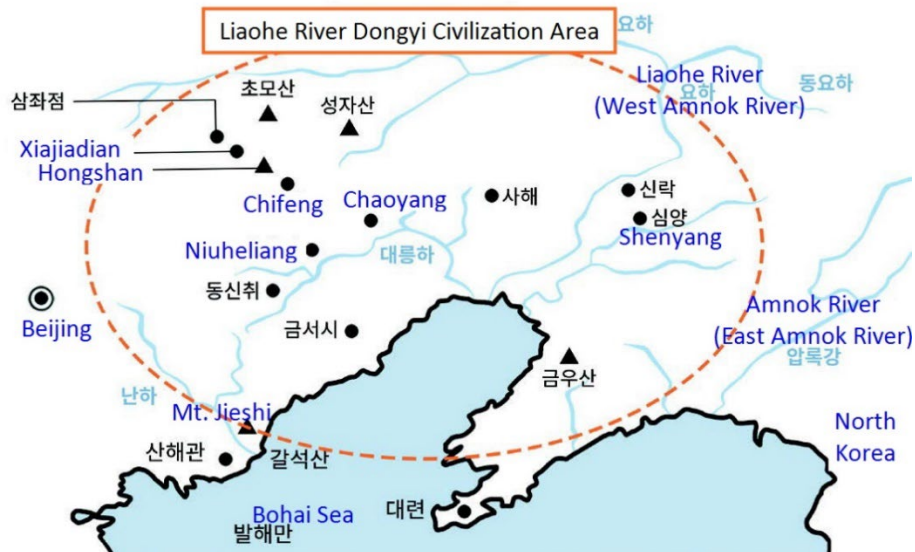 Liaohe River Dongyi Civilization Area
요하
Liaohe River
요하
동요하
(West Amnok River)
초모산
성자산
삼좌점
Xiajiadian
Hongshan
Chifeng
Chaoyang
사해
신락
심양
Shenyang
Niuheliang
대릉하
동신취
Beijing
금서시
Amnok River
(East Amnok River)
압록강
금우산
난하
Mt. Jieshi
산해관
갈석산
North
Korea
Bohai Sea
발해만
대련